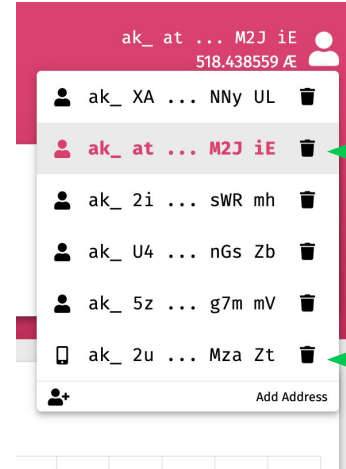 ak_ at ... M2J iE
518.438559 Æ
ak_ XA ... NNy UL
ak_ at ... M2J iE
ak_ 2i ... sWR mh
ak_ U4 ... nGs Zb
ak_ 5z ... g7m mV
ak_ 2u ... Mza Zt
Add Address